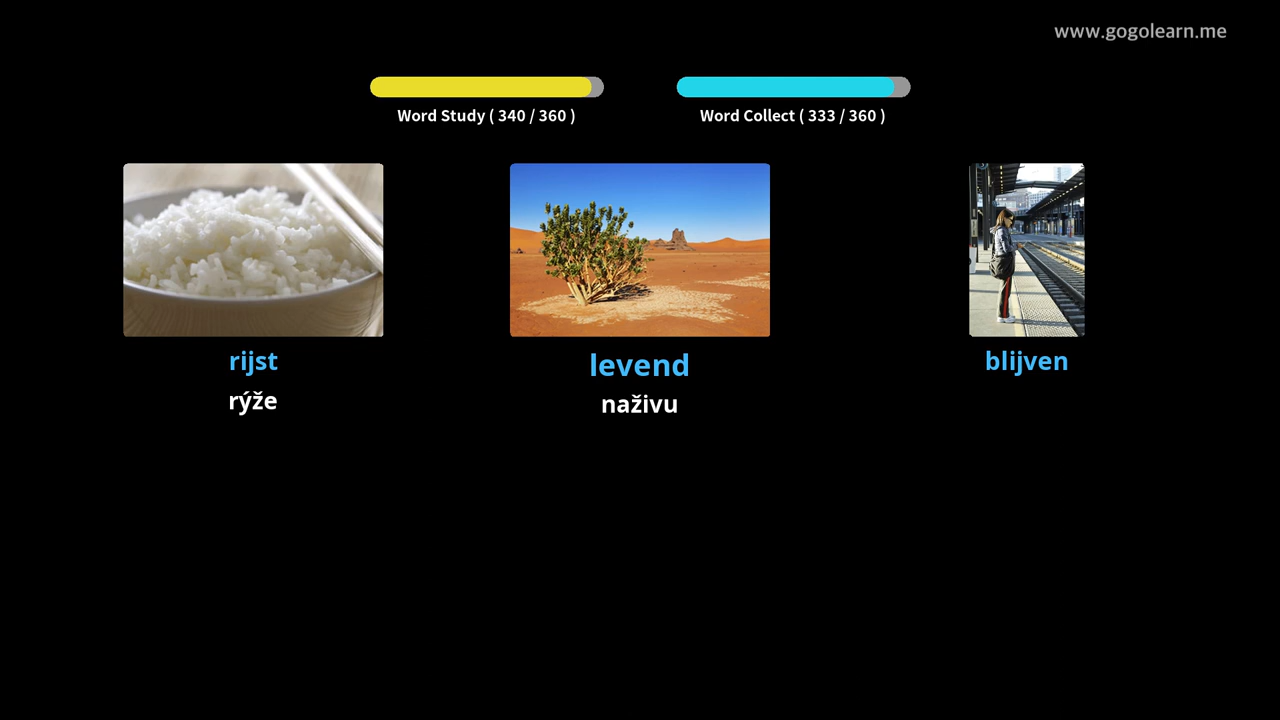 www.gogolearn.me
Word Study ( 340 / 360 )
Word Collect ( 333 / 360 )
rijst
levend
blijven
rýže
naživu